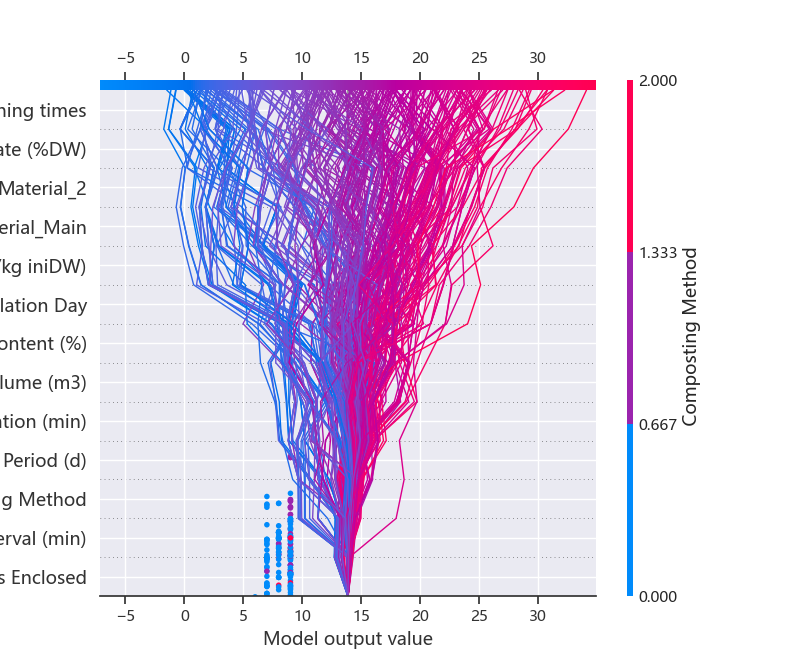 −5 0 5 10 15 20 25 30
2.000
ning times
ate (%DW)
Material_2
erial_Main
1.333
/kg iniDW)
lation Day
ontent (%)
lume (m3)
0.667
ation (min)
Period (d)
g Method
erval (min)
s Enclosed
0.000
Composting Method
−5 0 5 10 15 20 25 30
Model output value